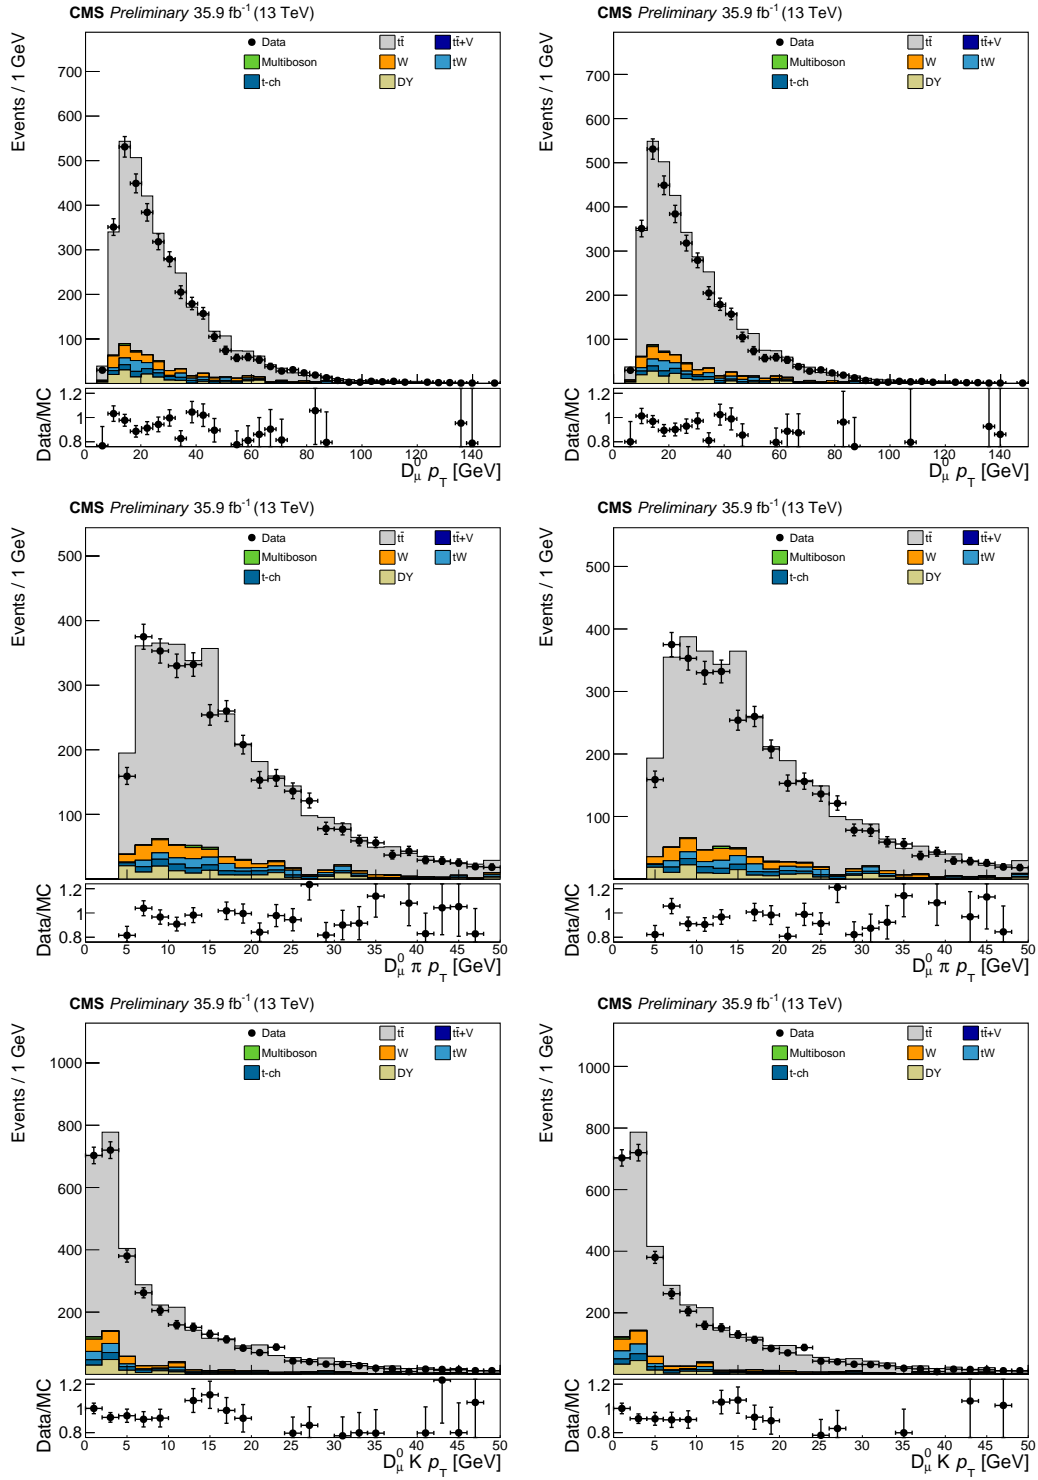 CMS Preliminary 35.9 fb⁻¹ (13 TeV)
Events / 1 GeV
Data
tt̄
tt̄+V
Multiboson
W
tW
t-ch
DY
700
600
500
400
300
200
100
Data/MC
1.2
1
0.8
0 20 40 60 80 100 120 140
D⁰μ pT [GeV]
CMS Preliminary 35.9 fb⁻¹ (13 TeV)
Events / 1 GeV
Data
tt̄
tt̄+V
Multiboson
W
tW
t-ch
DY
700
600
500
400
300
200
100
Data/MC
1.2
1
0.8
0 20 40 60 80 100 120 140
D⁰μ pT [GeV]
CMS Preliminary 35.9 fb⁻¹ (13 TeV)
Events / 1 GeV
Data
tt̄
tt̄+V
Multiboson
W
tW
t-ch
DY
500
400
300
200
100
Data/MC
1.2
1
0.8
0 5 10 15 20 25 30 35 40 45 50
D⁰μ π pT [GeV]
CMS Preliminary 35.9 fb⁻¹ (13 TeV)
Events / 1 GeV
Data
tt̄
tt̄+V
Multiboson
W
tW
t-ch
DY
500
400
300
200
100
Data/MC
1.2
1
0.8
0 5 10 15 20 25 30 35 40 45 50
D⁰μ π pT [GeV]
CMS Preliminary 35.9 fb⁻¹ (13 TeV)
Events / 1 GeV
Data
tt̄
tt̄+V
Multiboson
W
tW
t-ch
DY
1000
800
600
400
200
Data/MC
1.2
1
0.8
0 5 10 15 20 25 30 35 40 45 50
D⁰μ K pT [GeV]
CMS Preliminary 35.9 fb⁻¹ (13 TeV)
Events / 1 GeV
Data
tt̄
tt̄+V
Multiboson
W
tW
t-ch
DY
1000
800
600
400
200
Data/MC
1.2
1
0.8
0 5 10 15 20 25 30 35 40 45 50
D⁰μ K pT [GeV]